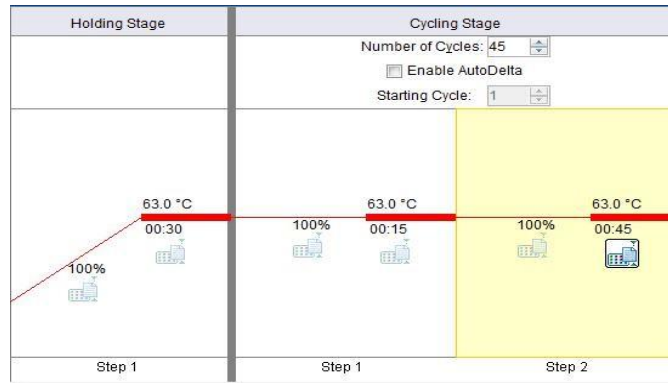 Holding Stage
Cycling Stage
Number of Cycles: 45
Enable AutoDelta
Starting Cycle: 1
63.0 °C
63.0 °C
63.0 °C
00:30
100%
00:15
100%
00:45
100%
Step 1
Step 1
Step 2